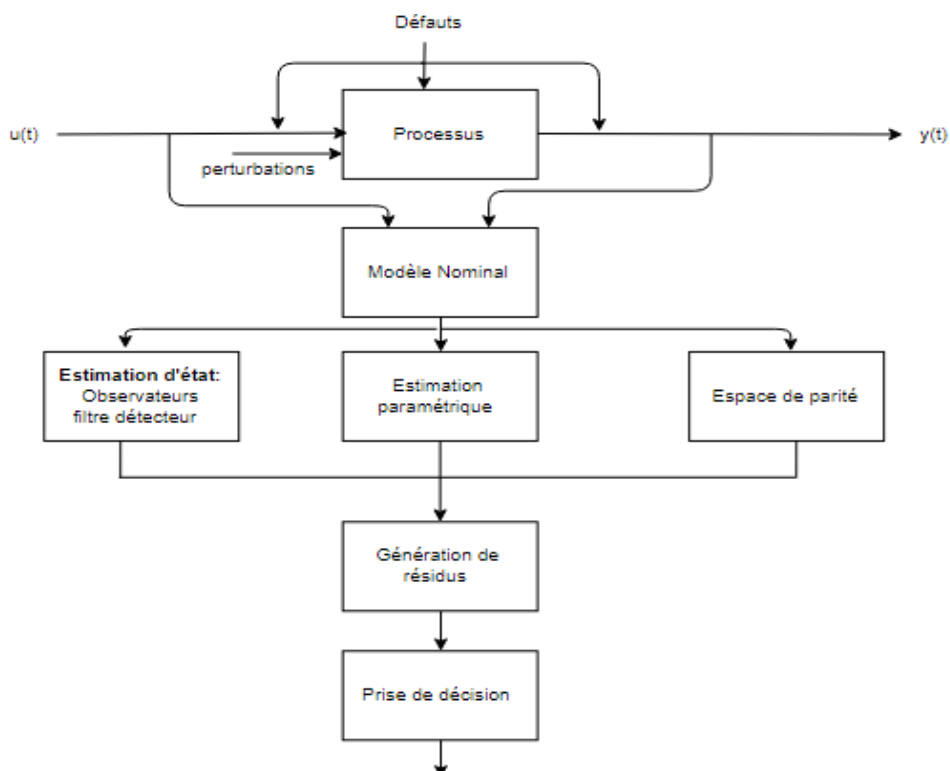 Défauts
u(t)
Processus
y(t)
perturbations
Modèle Nominal
Estimation d'état:
Observateurs
filtre détecteur
Estimation
paramétrique
Espace de parité
Génération de
résidus
Prise de décision